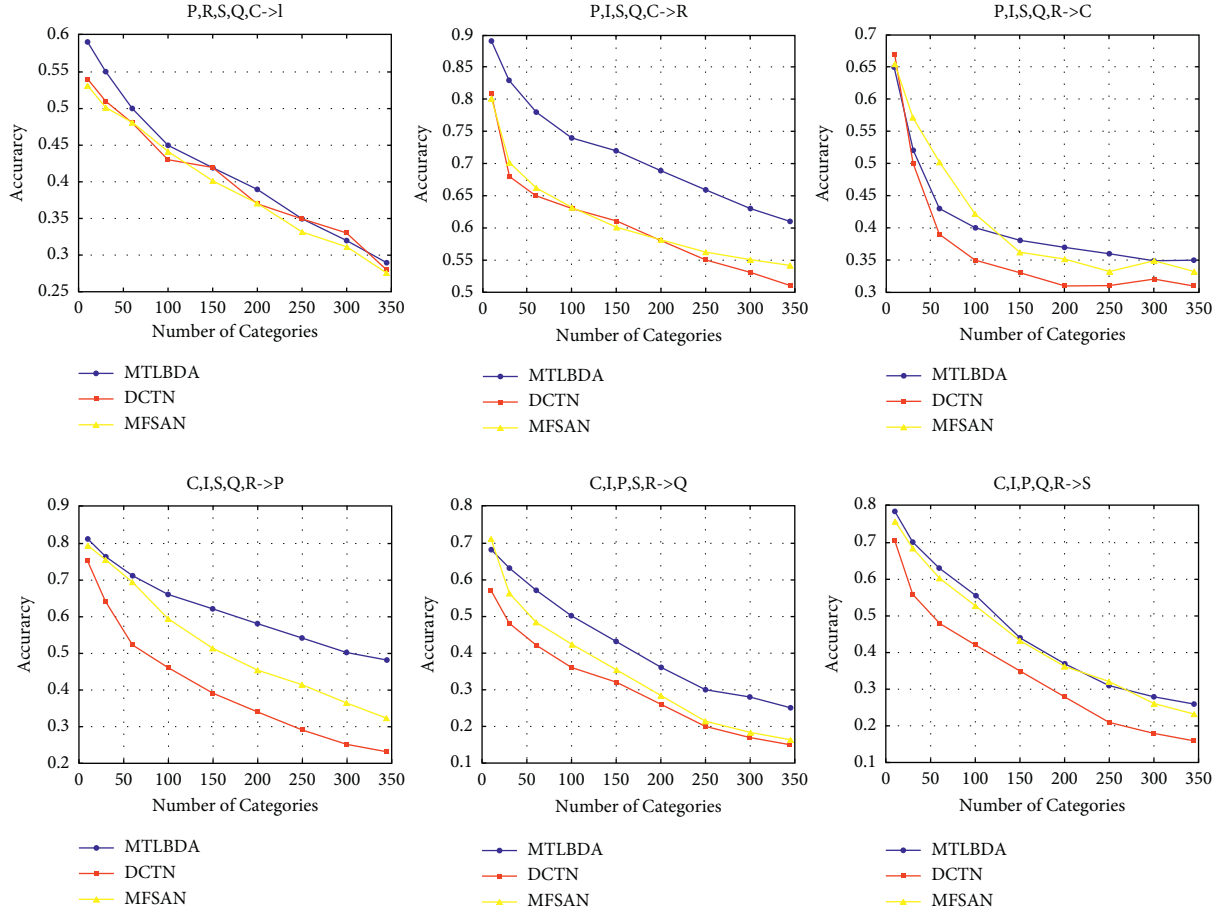 P,R,S,Q,C->l
0.6
0.55
0.5
0.45
0.4
0.35
0.3
0.25
Accurarcy
0 50 100 150 200 250 300 350
Number of Categories
MTLBDA
DCTN
MFSAN
P,I,S,Q,C->R
0.9
0.85
0.8
0.75
0.7
0.65
0.6
0.55
0.5
Accurarcy
0 50 100 150 200 250 300 350
Number of Categories
MTLBDA
DCTN
MFSAN
P,I,S,Q,R->C
0.7
0.65
0.6
0.55
0.5
0.45
0.4
0.35
0.3
Accurarcy
0 50 100 150 200 250 300 350
Number of Categories
MTLBDA
DCTN
MFSAN
C,I,S,Q,R->P
0.9
0.8
0.7
0.6
0.5
0.4
0.3
0.2
Accurarcy
0 50 100 150 200 250 300 350
Number of Categories
MTLBDA
DCTN
MFSAN
C,I,P,S,R->Q
0.8
0.7
0.6
0.5
0.4
0.3
0.2
0.1
Accurarcy
0 50 100 150 200 250 300 350
Number of Categories
MTLBDA
DCTN
MFSAN
C,I,P,Q,R->S
0.8
0.7
0.6
0.5
0.4
0.3
0.2
0.1
Accurarcy
0 50 100 150 200 250 300 350
Number of Categories
MTLBDA
DCTN
MFSAN